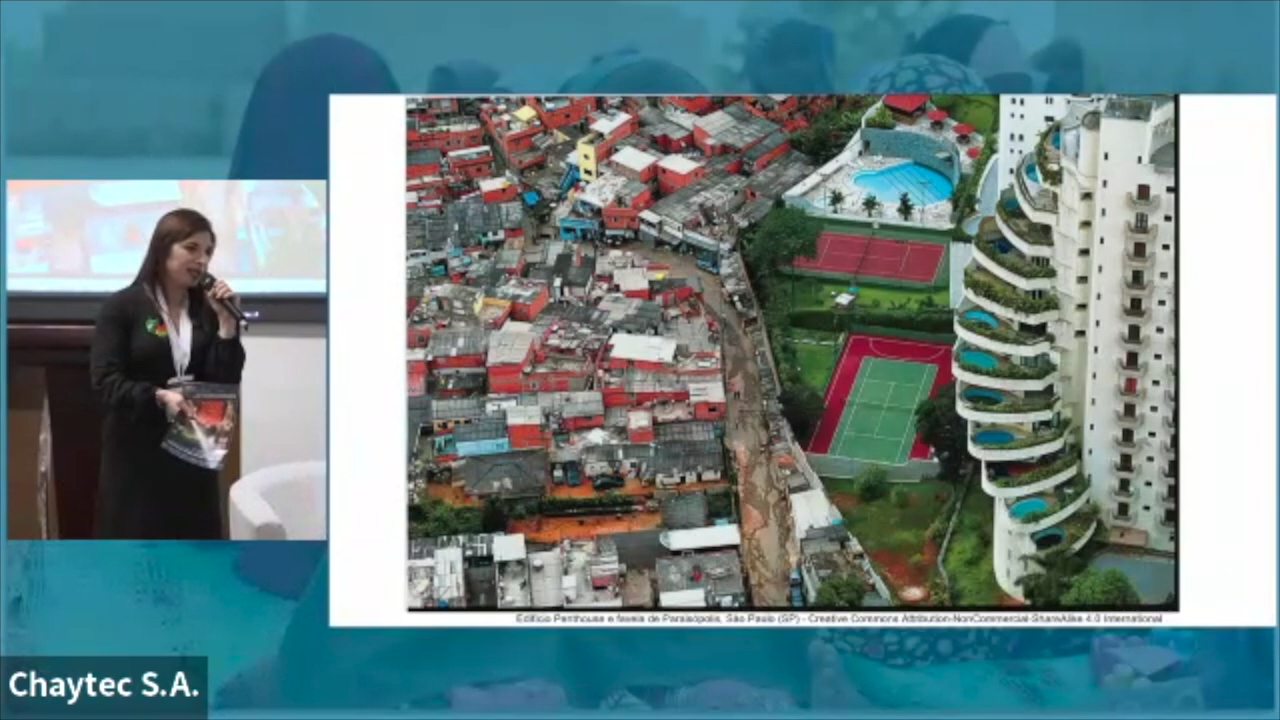 Edifício Penthouse e favela de Paraisópolis, São Paulo (SP) - Creative Commons Attribution-NonCommercial-ShareAlike 4.0 International
Chaytec S.A.